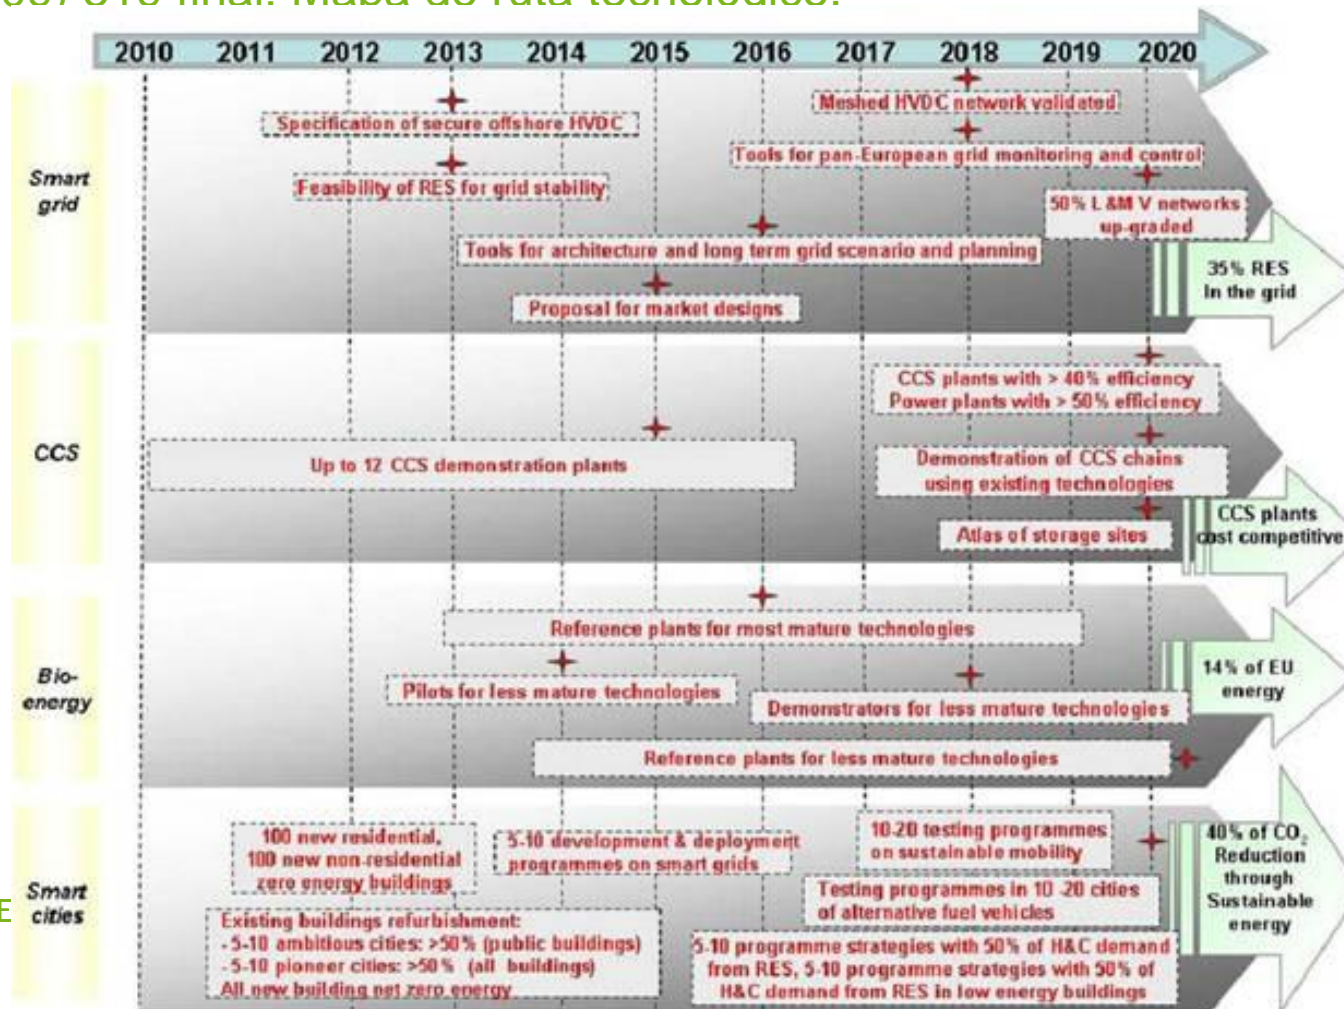 2010 2011 2012 2013 2014 2015 2016 2017 2018 2019 2020
Smart
grid
Specification of secure offshore HVDC
Feasibility of RES for grid stability
Meshed HVDC network validated
Tools for pan-European grid monitoring and control
50% L &M V networks
up-graded
Tools for architecture and long term grid scenario and planning
Proposal for market designs
35% RES
In the grid
CCS
CCS plants with > 40% efficiency
Power plants with > 50% efficiency
Up to 12 CCS demonstration plants
Demonstration of CCS chains
using existing technologies
Atlas of storage sites
CCS plants
cost competitive
Bio-
energy
Reference plants for most mature technologies
Pilots for less mature technologies
Demonstrators for less mature technologies
Reference plants for less mature technologies
14% of EU
energy
Smart
cities
100 new residential,
100 new non-residential
zero energy buildings
5-10 development & deployment
programmes on smart grids
10-20 testing programmes
on sustainable mobility
Testing programmes in 10 -20 cities
of alternative fuel vehicles
Existing buildings refurbishment:
- 5-10 ambitious cities: >50% (public buildings)
- 5-10 pioneer cities: >50% (all buildings)
All new building net zero energy
5-10 programme strategies with 50% of H&C demand
from RES, 5-10 programme strategies with 50% of
H&C demand from RES in low energy buildings
40% of CO₂
Reduction
through
Sustainable
energy